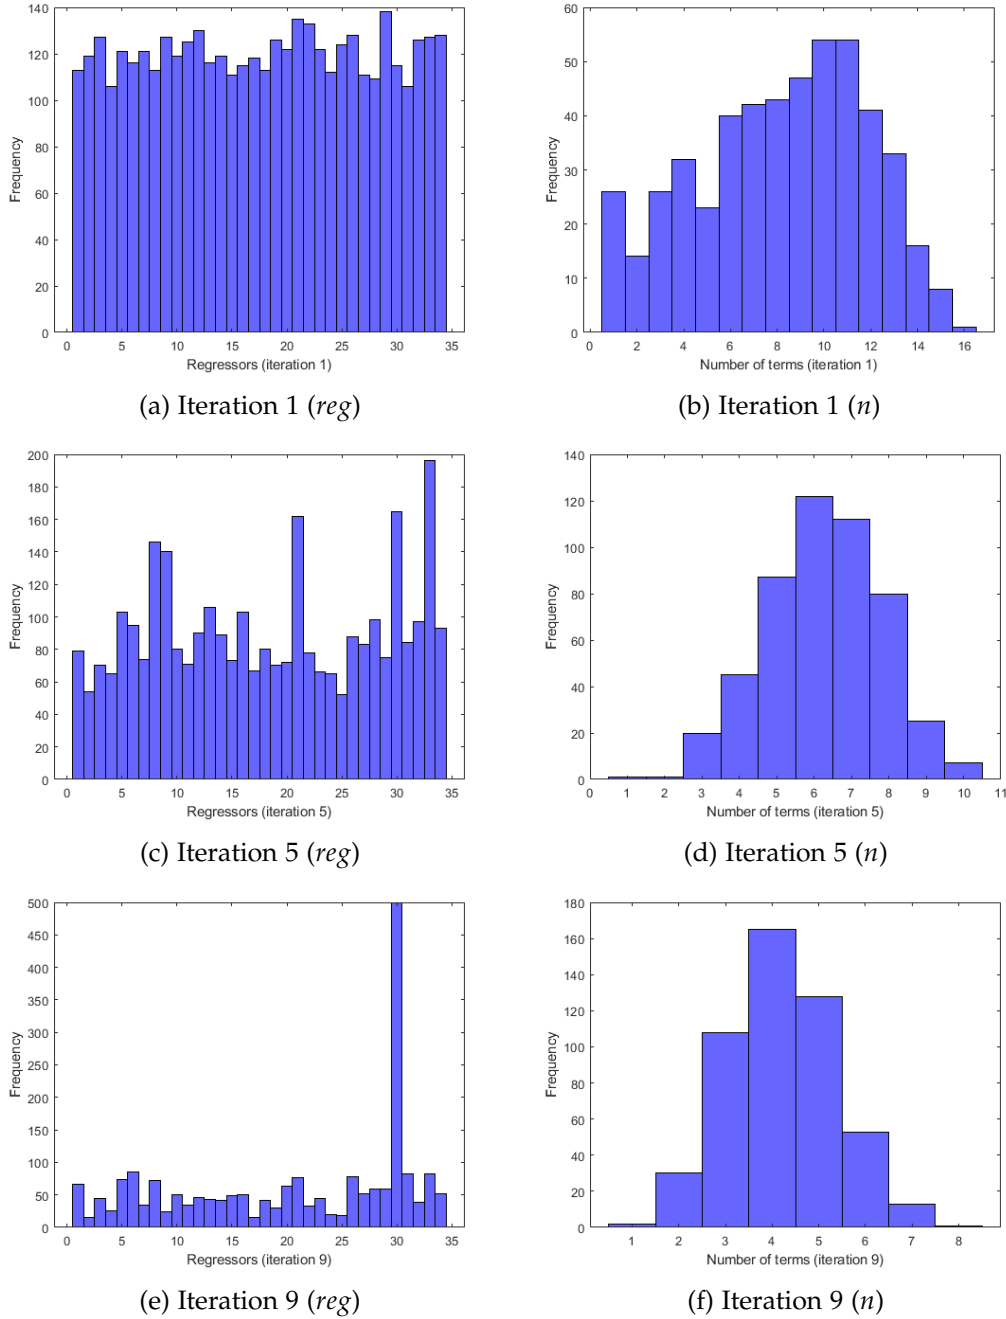 140
120
100
80
60
40
20
0
Frequency
0 5 10 15 20 25 30 35
Regressors (iteration 1)
(a) Iteration 1 (reg)
60
50
40
30
20
10
0
Frequency
0 2 4 6 8 10 12 14 16
Number of terms (iteration 1)
(b) Iteration 1 (n)
200
180
160
140
120
100
80
60
40
20
0
Frequency
0 5 10 15 20 25 30 35
Regressors (iteration 5)
(c) Iteration 5 (reg)
140
120
100
80
60
40
20
0
Frequency
0 1 2 3 4 5 6 7 8 9 10 11
Number of terms (iteration 5)
(d) Iteration 5 (n)
500
450
400
350
300
250
200
150
100
50
0
Frequency
0 5 10 15 20 25 30 35
Regressors (iteration 9)
(e) Iteration 9 (reg)
180
160
140
120
100
80
60
40
20
0
Frequency
1 2 3 4 5 6 7 8
Number of terms (iteration 9)
(f) Iteration 9 (n)